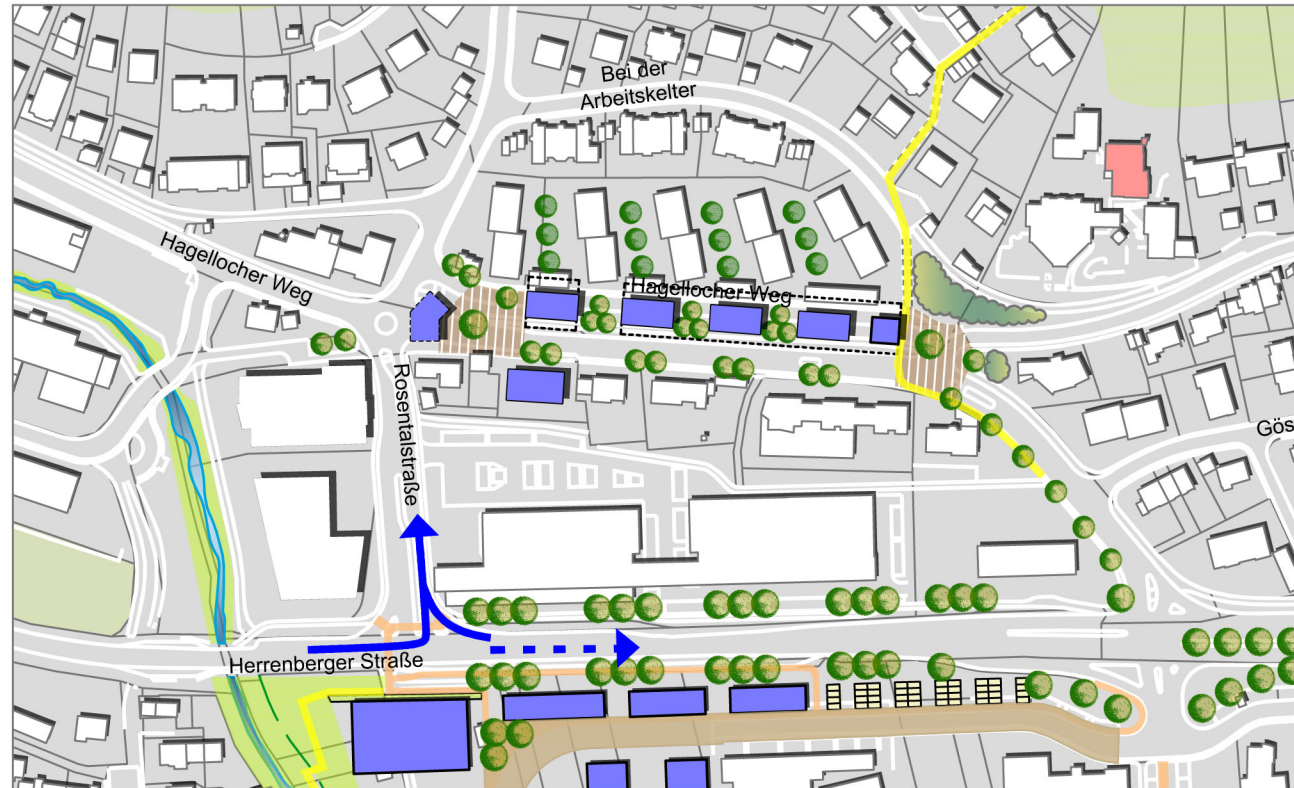 Bei der
Arbeitskelter
Hagellocher Weg
Hagellocher Weg
Rosentalstraße
Gös
Herrenberger Straße